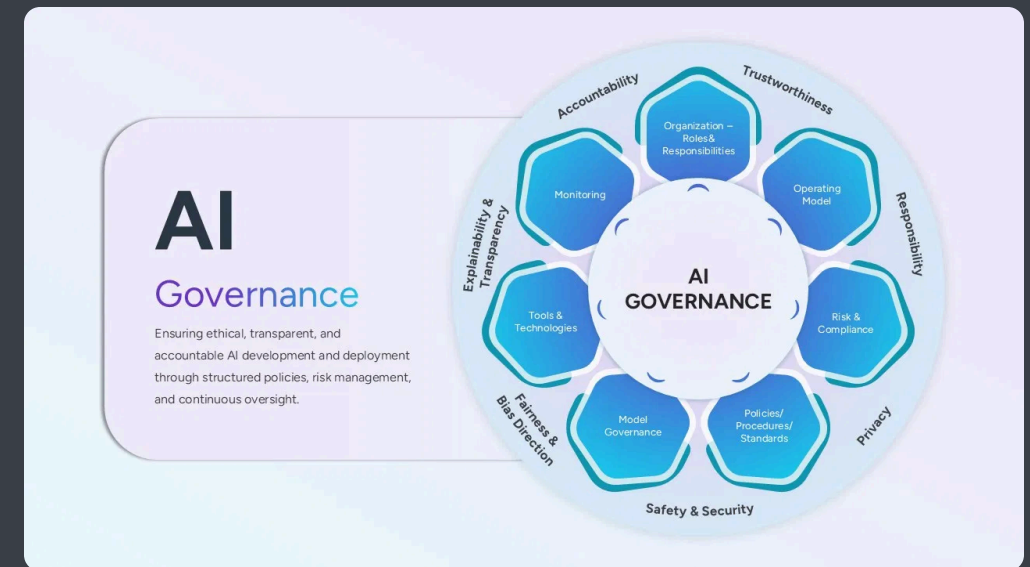 AI
Governance
Ensuring ethical, transparent, and
accountable AI development and deployment
through structured policies, risk management,
and continuous oversight.
AI
GOVERNANCE
Organization –
Roles&
Responsibilities
Operating
Model
Risk &
Compliance
Policies/
Procedures/
Standards
Model
Governance
Tools &
Technologies
Monitoring
Accountability
Trustworthiness
Responsibility
Privacy
Safety & Security
Fairness &
Bias Direction
Explainability &
Transparency